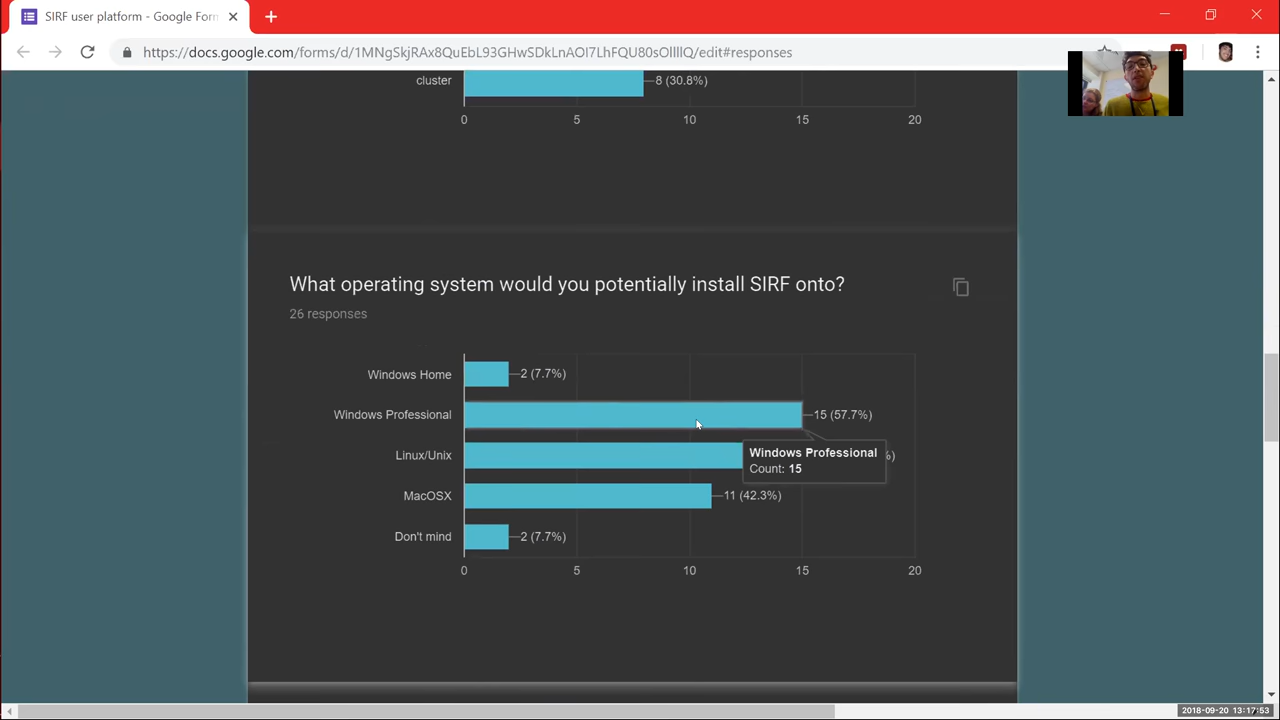 SIRF user platform - Google Forn
https://docs.google.com/forms/d/1MNgSkjRAx8QuEbL93GHwSDkLnAO!7LhFQU80sOllllQ/edit#responses
cluster
8 (30.8%)
0 5 10 15 20
What operating system would you potentially install SIRF onto?
26 responses
Windows Home 2 (7.7%)
Windows Professional 15 (57.7%)
Linux/Unix %)
Windows Professional
Count: 15
MacOSX 11 (42.3%)
Don't mind 2 (7.7%)
0 5 10 15 20
2018-09-20 13:17:53